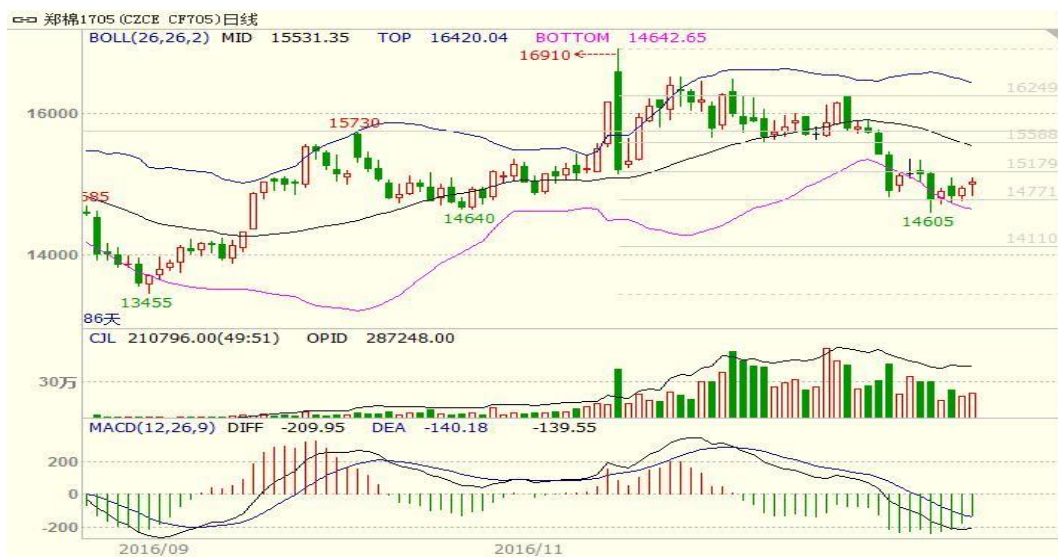 郑棉1705(CZCE CF705)日线
BOLL(26,26,2) MID 15531.35 TOP 16420.04 BOTTOM 14642.65
16910
16249
16000
15730
15588
15179
14771
585
14640
14605
14110
14000
13455
86天
CJL 210796.00(49:51) OPID 287248.00
30万
MACD(12,26,9) DIFF -209.95 DEA -140.18 -139.55
200
0
-200
2016/09 2016/11